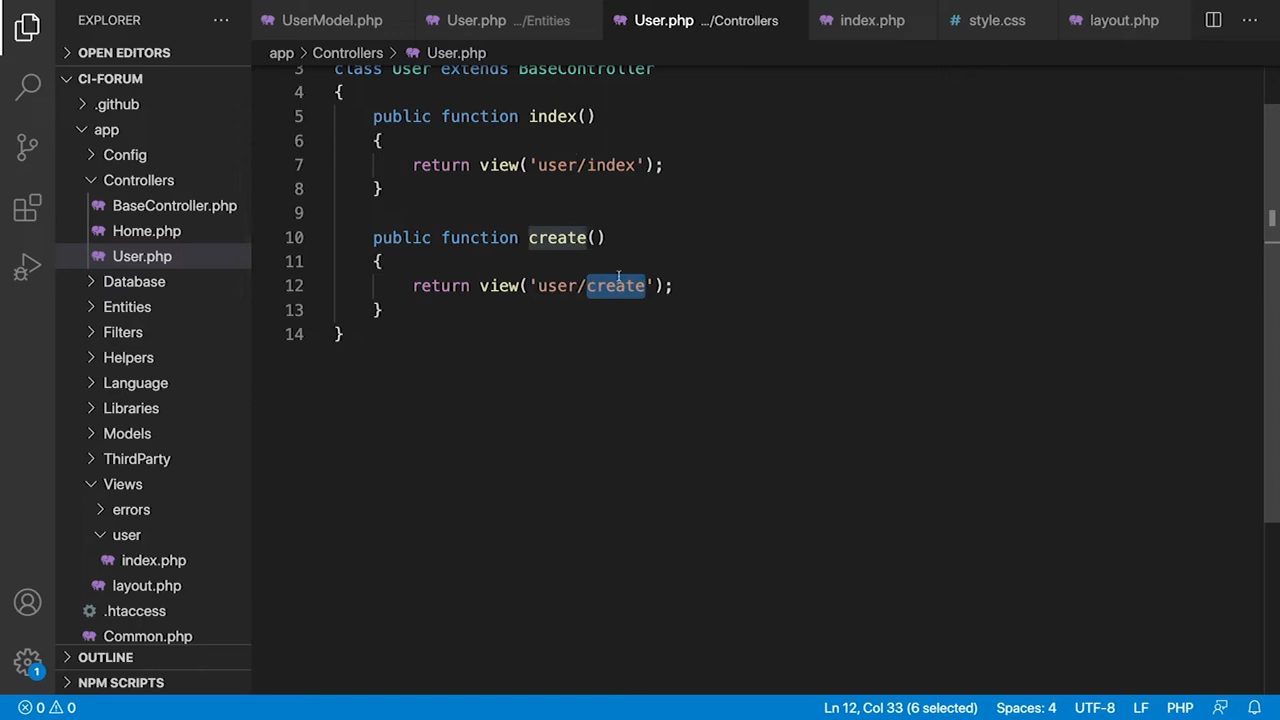 EXPLORER
OPEN EDITORS
CI-FORUM
.github
app
Config
Controllers
BaseController.php
Home.php
User.php
Database
Entities
Filters
Helpers
Language
Libraries
Models
ThirdParty
Views
errors
user
index.php
layout.php
.htaccess
Common.php
OUTLINE
NPM SCRIPTS
1
UserModel.php User.php .../Entities User.php .../Controllers index.php # style.css layout.php
app > Controllers > User.php
3 class User extends BaseController
4 {
5 public function index()
6 {
7 return view('user/index');
8 }
9
10 public function create()
11 {
12 return view('user/create');
13 }
14 }
0 0 Ln 12, Col 33 (6 selected) Spaces: 4 UTF-8 LF PHP